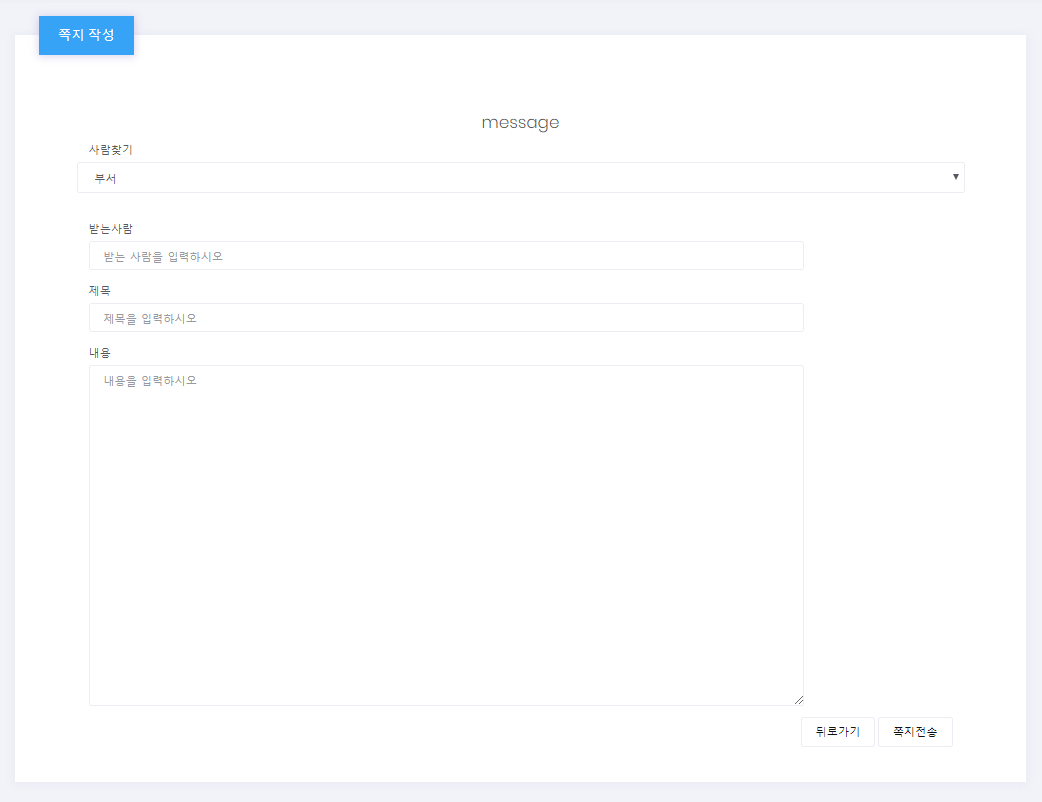 쪽지 작성
message
사람찾기
부서
받는사람
받는 사람을 입력하시오
제목
제목을 입력하시오
내용
내용을 입력하시오
뒤로가기 쪽지전송